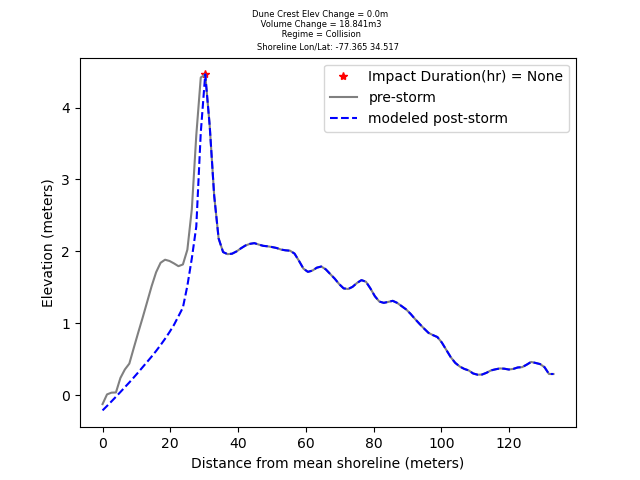 Dune Crest Elev Change = 0.0m
Volume Change = 18.841m3
Regime = Collision
Shoreline Lon/Lat: -77.365 34.517
Impact Duration(hr) = None
pre-storm
modeled post-storm
Elevation (meters)
4
3
2
1
0
0 20 40 60 80 100 120
Distance from mean shoreline (meters)